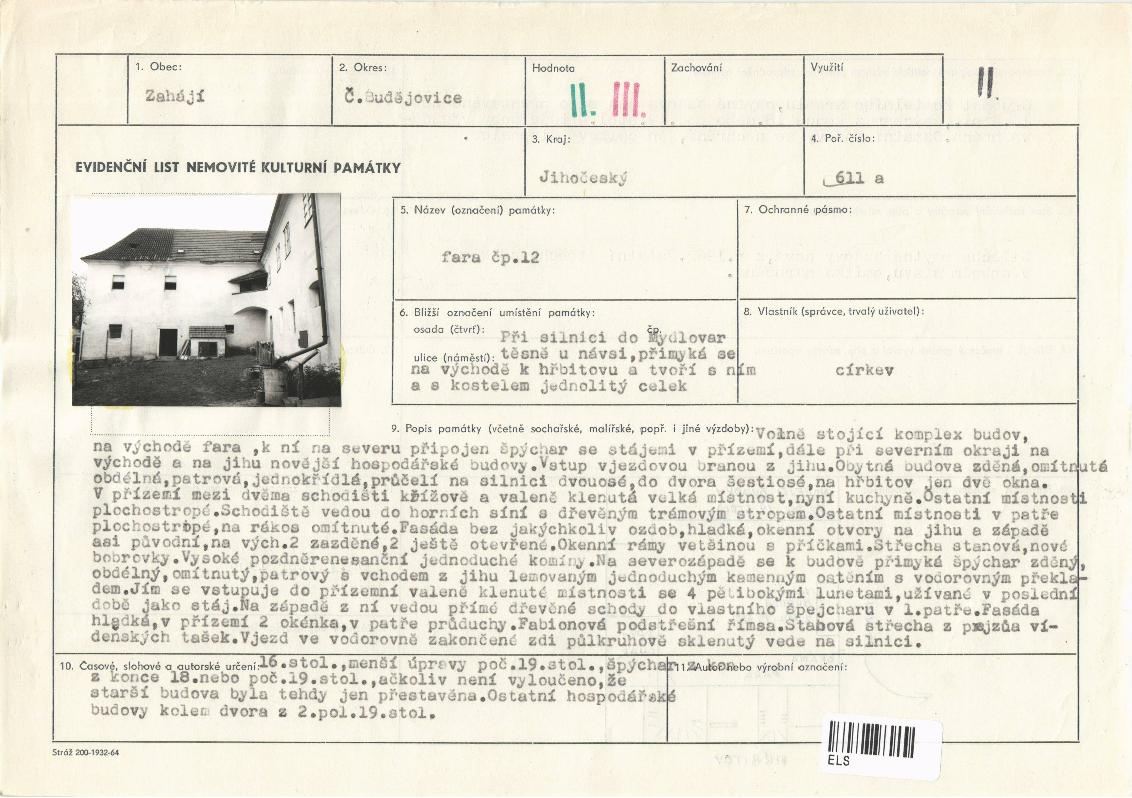 1. Obec:
Zahájí
2. Okres:
Č.Budějovice
Hodnota
II. III.
Zachování
Využití
II
EVIDENČNÍ LIST NEMOVITÉ KULTURNÍ PAMÁTKY
3. Kraj:
Jihočeský
4. Poř. číslo:
611 a
5. Název (označení) památky:
fara čp.12
7. Ochranné pásmo:
6. Bližší označení umístění památky:
osada (čtvrť): čp.
Při silnici do Mydlovar
ulice (náměstí): těsně u návsi,přimyká se
na východě k hřbitovu a tvoří s ním
a s kostelem jednolitý celek
8. Vlastník (správce, trvalý uživatel):
církev
9. Popis památky (včetně sochařské, malířské, popř. i jiné výzdoby): Volně stojící komplex budov,
na východě fara ,k ní na severu připojen špýchar se stájemi v přízemí,dále při severním okraji na
východě a na jihu novější hospodářské budovy.Vstup vjezdovou branou z jihu.Obytná budova zděná,omítnutá
obdélná,patrová,jednokřídlá,průčelí na silnici dvouosé,do dvora šestiosé,na hřbitov jen dvě okna.
V přízemí mezi dvěma schodišti křížově a valeně klenutá velká místnost,nyní kuchyně.Ostatní místnosti
plochostropé.Schodiště vedou do horních síní s dřevěným trámovým stropem.Ostatní místnosti v patře
plochostropé,na rákos omítnuté.Fasáda bez jakýchkoliv ozdob,hladká,okenní otvory na jihu a západě
asi původní,na vých.2 zazděné,2 ještě otevřené.Okenní rámy vetšinou s příčkami.Střecha stanová,nové
bobrovky.Vysoké pozdněrenesanční jednoduché komíny.Na severozápadě se k budově přimyká špýchar zděný,
obdélný,omítnutý,patrový s vchodem z jihu lemovaným jednoduchým kamenným ostěním s vodorovným překla-
dem.Jím se vstupuje do přízemní valeně klenuté místnosti se 4 pětibokými lunetami,užívané v poslední
době jako stáj.Na západě z ní vedou přímé dřevěné schody do vlastního špejcharu v 1.patře.Fasáda
hladká,v přízemí 2 okénka,v patře průduchy.Fabionová podstřešní římsa.Stabová střecha z prejzů a ví-
denských tašek.Vjezd ve vodorovně zakončené zdi půlkruhově sklenutý vede na silnici.
10. Časové, slohové a autorské určení: 16.stol.,menší úpravy poč.19.stol.,špýchar z kon
z konce 18.nebo poč.19.stol.,ačkoliv není vyloučeno,že
starší budova byla tehdy jen přestavěna.Ostatní hospodářské
budovy kolem dvora z 2.pol.19.stol.
11. Autor nebo výrobní označení:
Stráž 200-1932-64
ELS